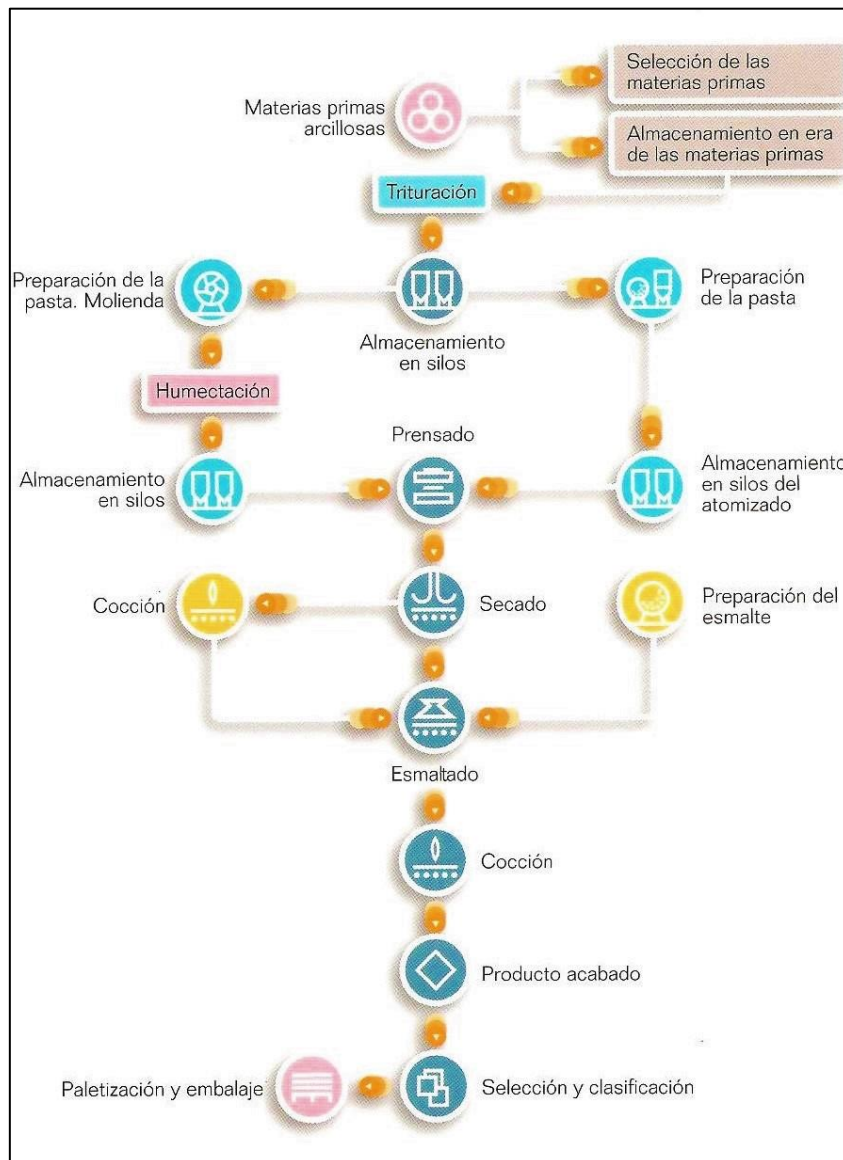 Selección de las
materias primas
Materias primas
arcillosas
Almacenamiento en era
de las materias primas
Trituración
Preparación de la
pasta. Molienda
Preparación
de la pasta
Almacenamiento
en silos
Humectación
Prensado
Almacenamiento
en silos
Almacenamiento
en silos del
atomizado
Cocción
Secado
Preparación del
esmalte
Esmaltado
Cocción
Producto acabado
Paletización y embalaje
Selección y clasificación